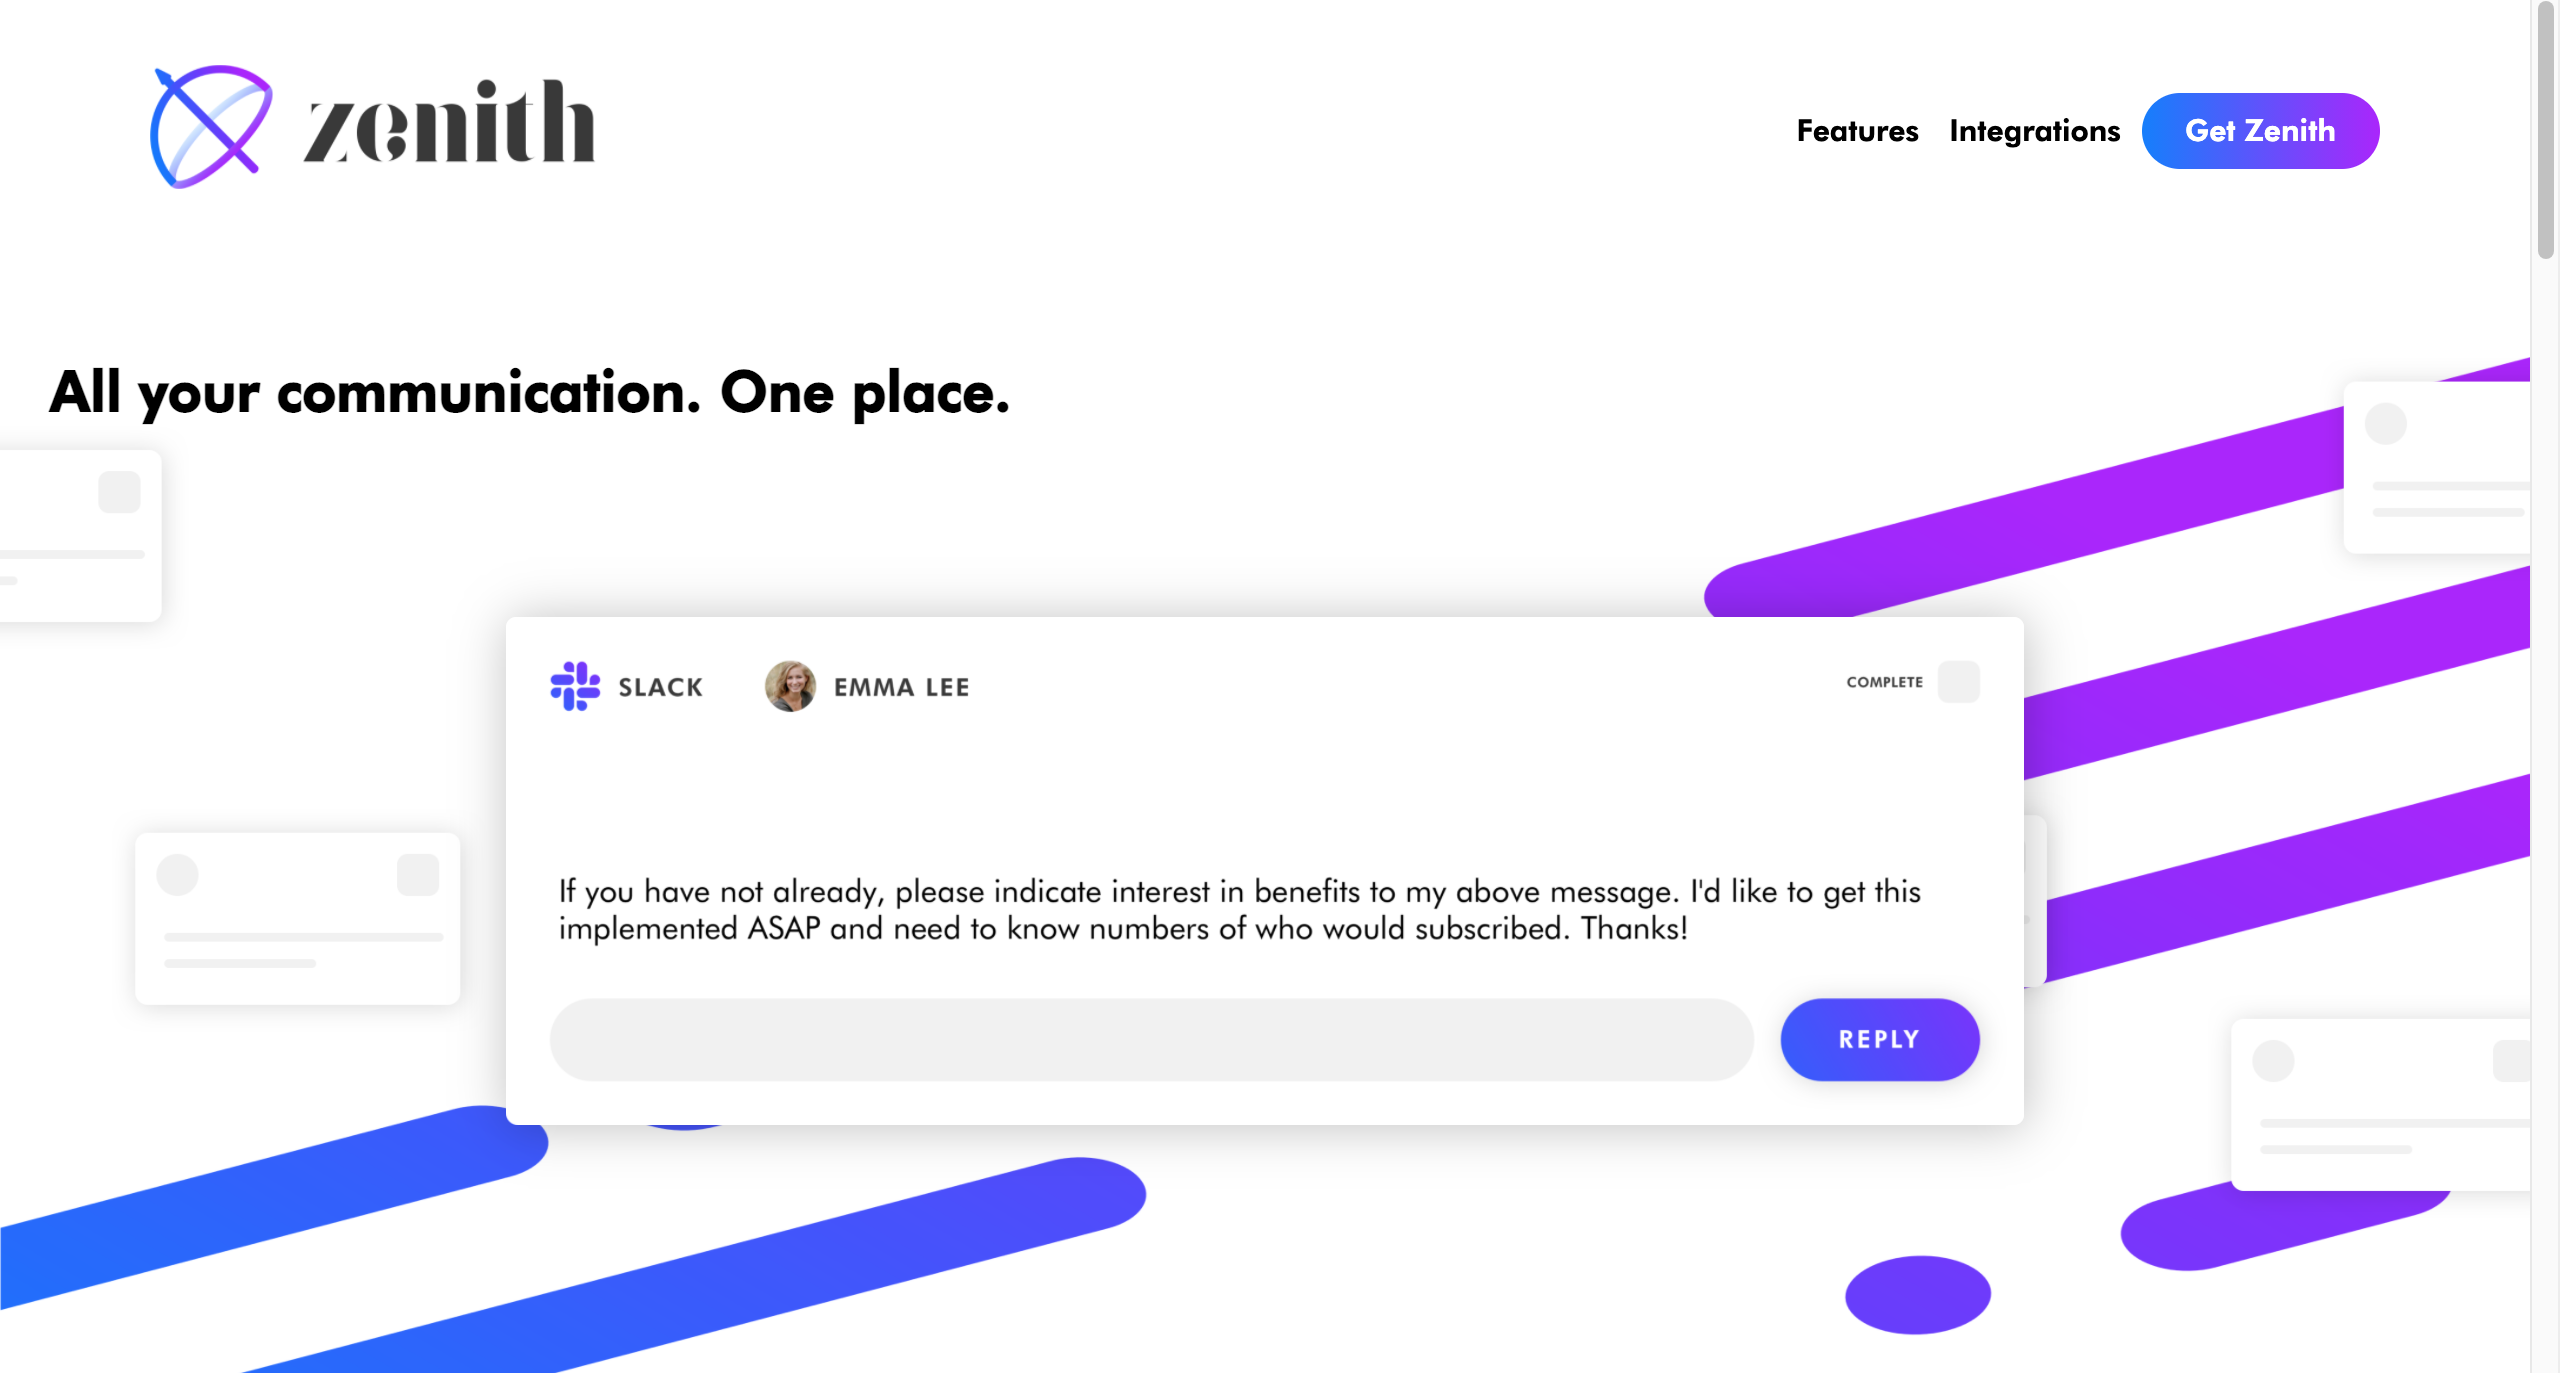 zenith
Features
Integrations
Get Zenith
All your communication. One place.
SLACK
EMMA LEE
COMPLETE
If you have not already, please indicate interest in benefits to my above message. I'd like to get this
implemented ASAP and need to know numbers of who would subscribed. Thanks!
REPLY